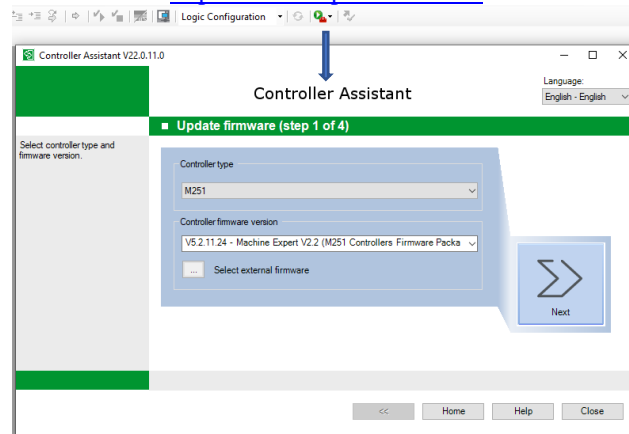 Logic Configuration
Controller Assistant V22.0.11.0
Controller Assistant
Language:
English - English
Update firmware (step 1 of 4)
Select controller type and
firmware version.
Controller type
M251
Controller firmware version
V5.2.11.24 - Machine Expert V2.2 (M251 Controllers Firmware Packa
... Select external firmware
Next
<< Home Help Close